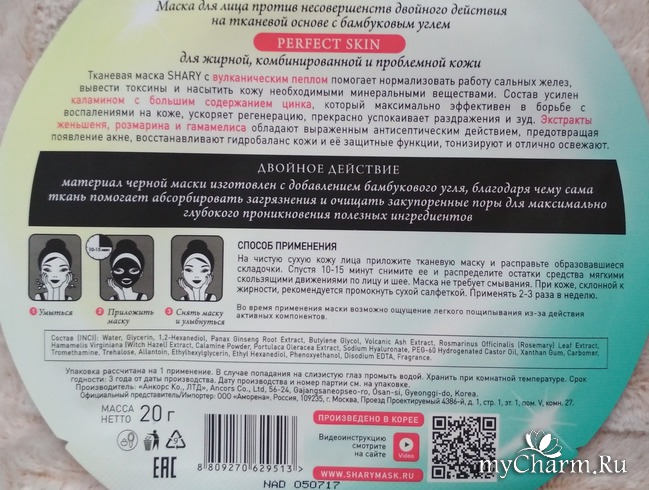 Маска для лица против несовершенств двойного действия
на тканевой основе с бамбуковым углем
PERFECT SKIN
для жирной, комбинированной и проблемной кожи
Тканевая маска SHARY с вулканическим пеплом помогает нормализовать работу сальных желез,
вывести токсины и насытить кожу необходимыми минеральными веществами. Состав усилен
каламином с большим содержанием цинка, который максимально эффективен в борьбе с
воспалениями на коже, ускоряет регенерацию, прекрасно успокаивает раздражения и зуд. Экстракты
женьшеня, розмарина и гамамелиса обладают выраженным антисептическим действием, предотвращая
появление акне, восстанавливают гидробаланс кожи и её защитные функции, тонизируют и отлично освежают.
ДВОЙНОЕ ДЕЙСТВИЕ
материал черной маски изготовлен с добавлением бамбукового угля, благодаря чему сама
ткань помогает абсорбировать загрязнения и очищать закупоренные поры для максимально
глубокого проникновения полезных ингредиентов
10-15 мин
1 Умыться
2 Приложить
маску
3 Снять маску
и улыбнуться
СПОСОБ ПРИМЕНЕНИЯ
На чистую сухую кожу лица приложите тканевую маску и расправьте образовавшиеся
складочки. Спустя 10-15 минут снимите ее и распределите остатки средства мягкими
скользящими движениями по лицу и шее. Маска не требует смывания. При коже, склонной к
жирности, рекомендуется промокнуть сухой салфеткой. Применять 2-3 раза в неделю.
Во время применения маски возможно ощущение легкого пощипывания из-за действия
активных компонентов.
Состав (INCI): Water, Glycerin, 1,2-Hexanediol, Panax Ginseng Root Extract, Butylene Glycol, Volcanic Ash Extract, Rosmarinus Officinalis (Rosemary) Leaf Extract,
Hamamelis Virginiana (Witch Hazel) Extract, Calamine Powder, Portulaca Oleracea Extract, Sodium Hyaluronate, PEG-60 Hydrogenated Castor Oil, Xanthan Gum, Carbomer,
Tromethamine, Trehalose, Allantoin, Ethylhexylglycerin, Ethyl Hexanediol, Phenoxyethanol, Disodium EDTA, Fragrance.
Упаковка рассчитана на 1 применение. В случае попадания на слизистую глаз промыть водой. Хранить при комнатной температуре. Срок
годности: 3 года от даты производства. Дата производства и номер партии см. на упаковке.
Производитель: «Анкорс Ко., ЛТД», Ancors Co., Ltd, 56-24, Gajangsaneopseo-ro, Osan-si, Gyeonggi-do, Korea.
Официальный представитель/Импортер: ООО «Аморена», Россия, 109235, г. Москва, Проезд Проектируемый 4386-й, д. 1, стр. 1, эт. 1, пом. V, комн. 27.
МАССА
НЕТТО 20 г
EAC
8 809270 629513
ПРОИЗВЕДЕНО В КОРЕЕ
Видеоинструкцию
смотрите
на сайте
Video
WWW.SHARYMASK.RU
NAD 050717
myCharm.Ru